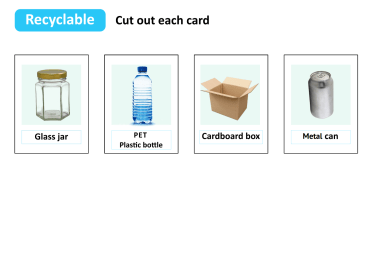 Recyclable Cut out each card
Glass jar
PET
Plastic bottle
Cardboard box
Metal can